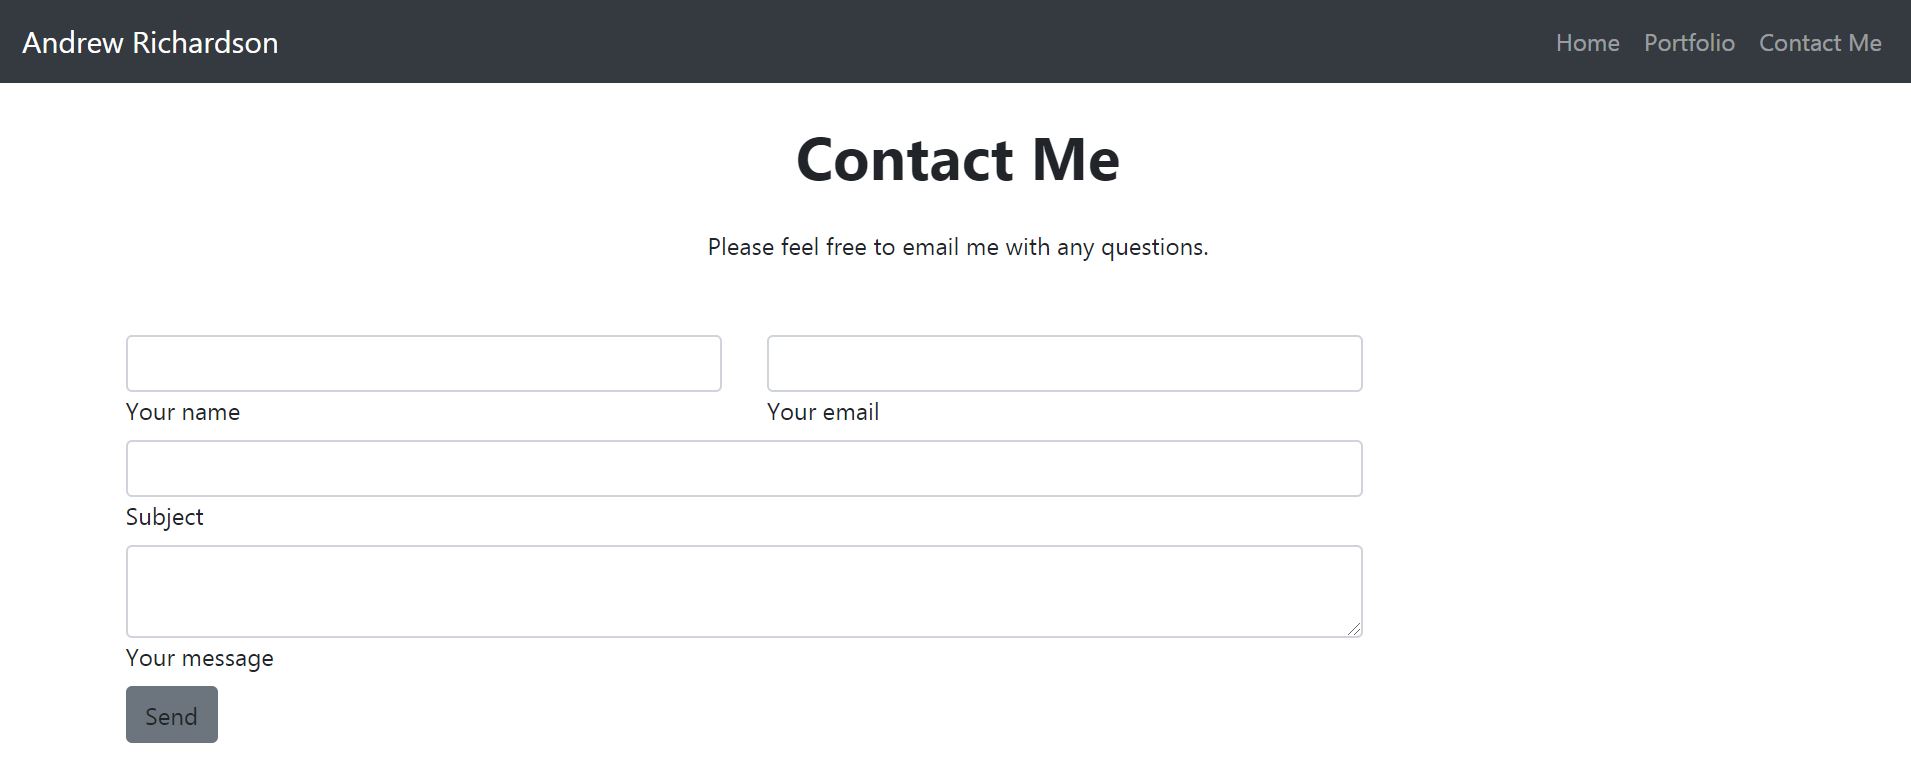 Andrew Richardson Home Portfolio Contact Me
Contact Me
Please feel free to email me with any questions.
Your name Your email
Subject
Your message
Send